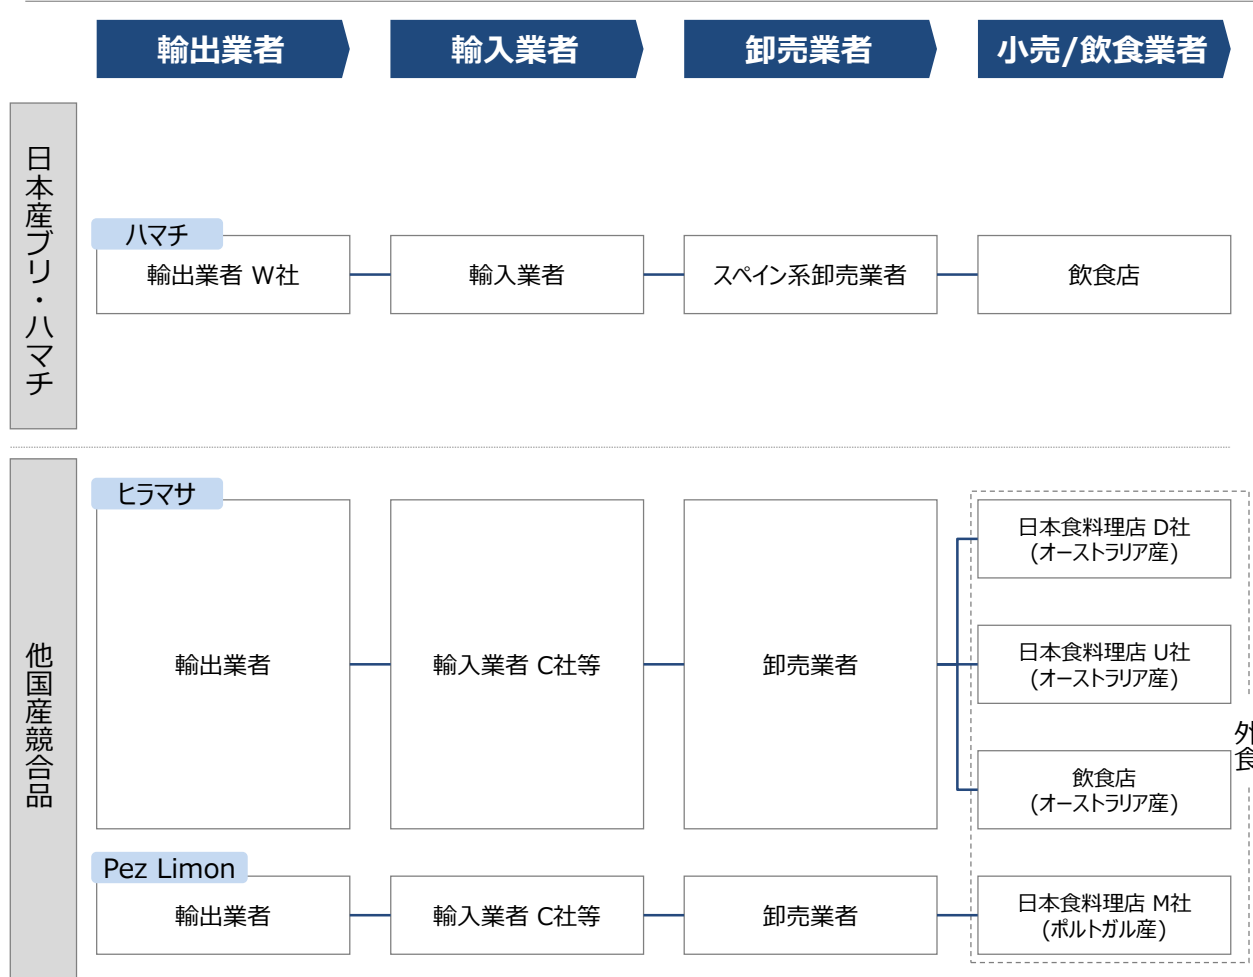 輸出業者
輸入業者
卸売業者
小売/飲食業者
日本産ブリ・ハマチ
ハマチ
輸出業者 W社
輸入業者
スペイン系卸売業者
飲食店
他国産競合品
ヒラマサ
輸出業者
輸入業者 C社等
卸売業者
日本食料理店 D社
(オーストラリア産)
日本食料理店 U社
(オーストラリア産)
飲食店
(オーストラリア産)
外食
Pez Limon
輸出業者
輸入業者 C社等
卸売業者
日本食料理店 M社
(ポルトガル産)